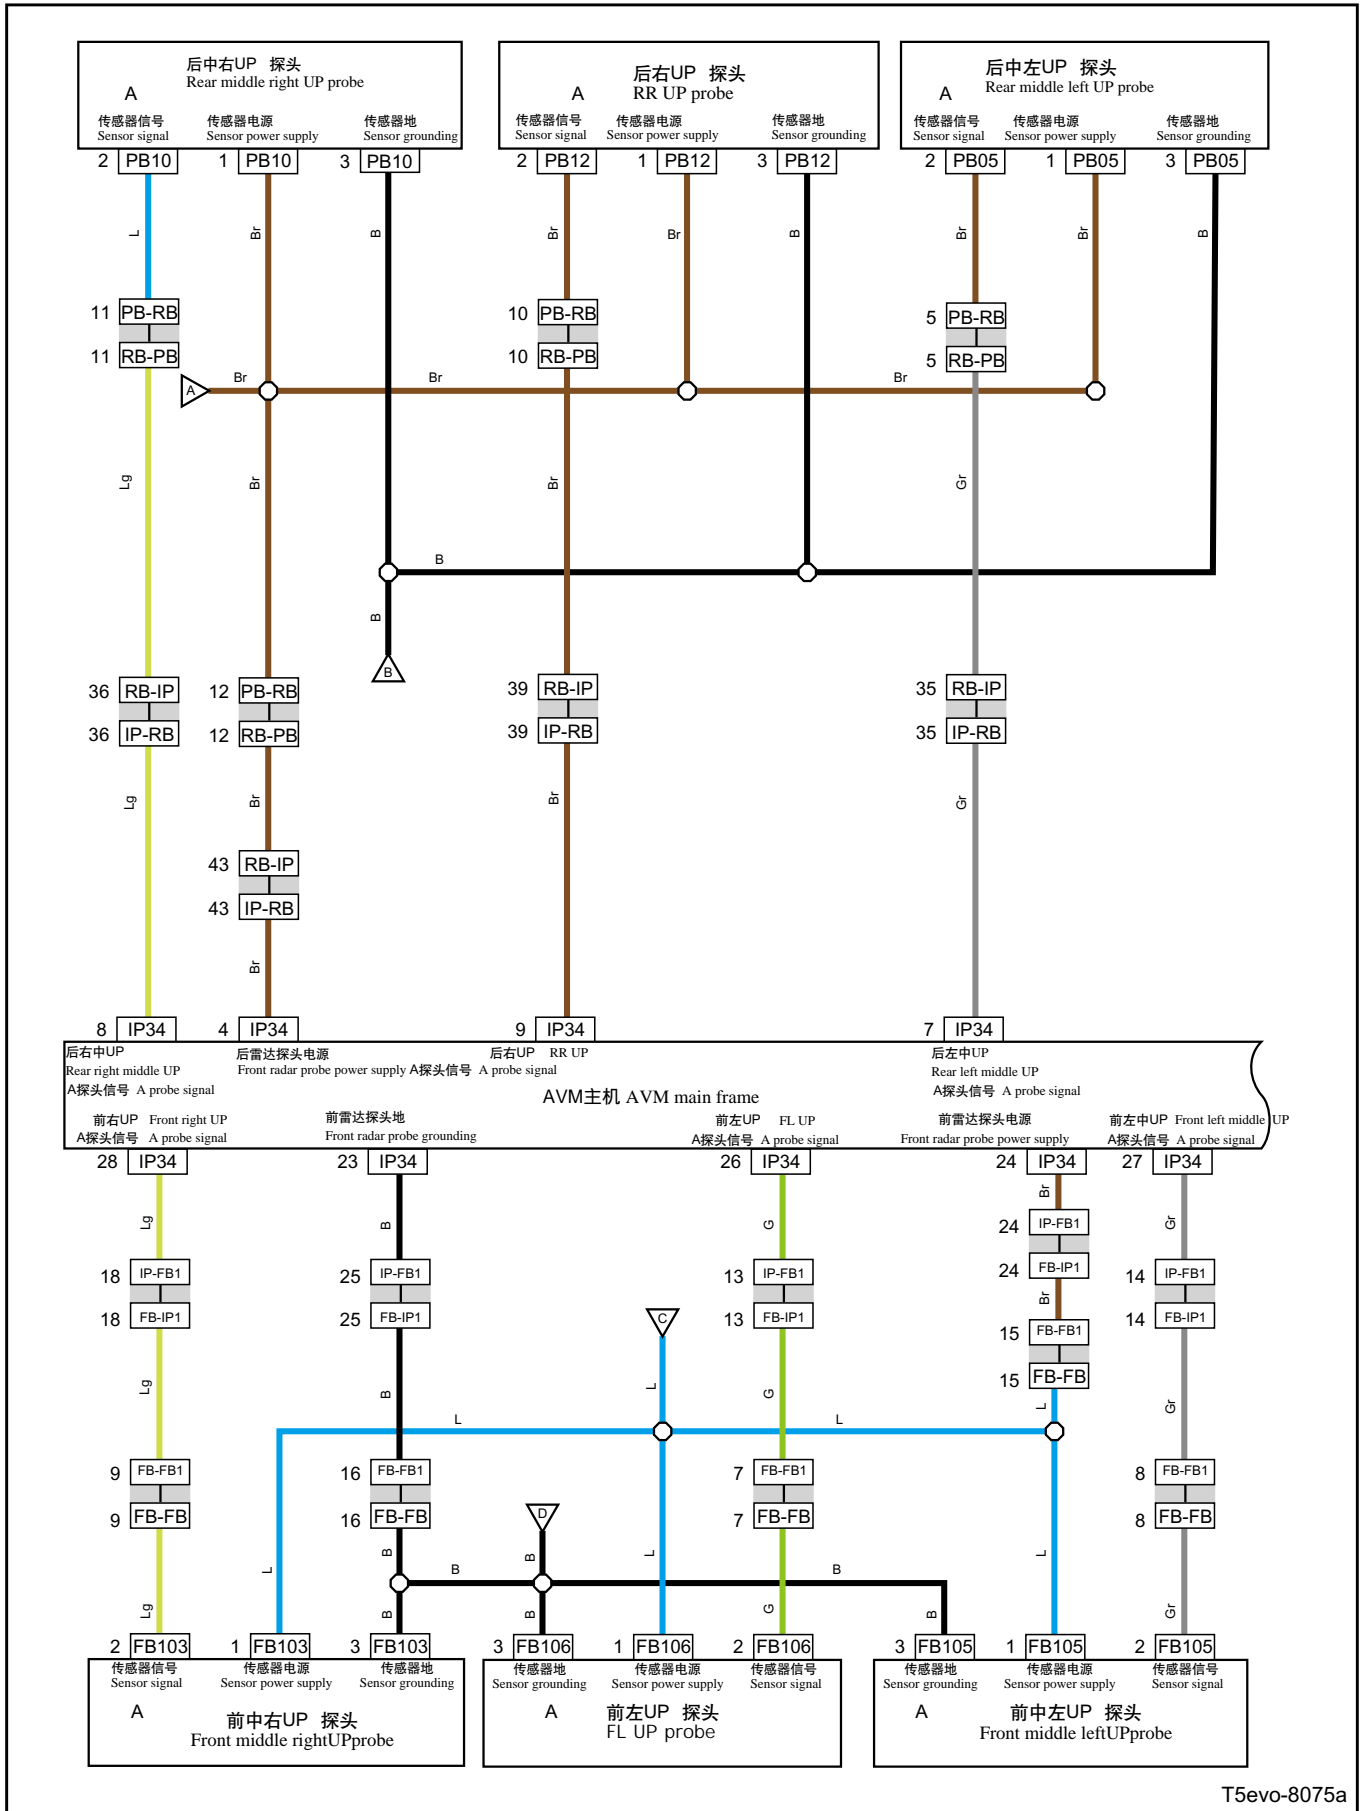 后中右UP 探头
Rear middle right UP probe
A
传感器信号
Sensor signal
传感器电源
Sensor power supply
传感器地
Sensor grounding
后右UP 探头
RR UP probe
A
传感器信号
Sensor signal
传感器电源
Sensor power supply
传感器地
Sensor grounding
后中左UP 探头
Rear middle left UP probe
A
传感器信号
Sensor signal
传感器电源
Sensor power supply
传感器地
Sensor grounding
2 PB10 1 PB10 3 PB10 2 PB12 1 PB12 3 PB12 2 PB05 1 PB05 3 PB05
L Br B Br Br B Br Br B
11 PB-RB 10 PB-RB 5 PB-RB
11 RB-PB 10 RB-PB 5 RB-PB
A Br Br Br
Lg Br Br Gr
B
B
B
36 RB-IP 12 PB-RB 39 RB-IP 35 RB-IP
36 IP-RB 12 RB-PB 39 IP-RB 35 IP-RB
Lg Br Br Gr
43 RB-IP
43 IP-RB
Br
8 IP34 4 IP34 9 IP34 7 IP34
后右中UP
Rear right middle UP
A探头信号 A probe signal
后雷达探头电源
Front radar probe power supply
后右UP RR UP
A探头信号 A probe signal
后左中UP
Rear left middle UP
A探头信号 A probe signal
AVM主机 AVM main frame
前右UP Front right UP
A探头信号 A probe signal
前雷达探头地
Front radar probe grounding
前左UP FL UP
A探头信号 A probe signal
前雷达探头电源
Front radar probe power supply
前左中UP Front left middle UP
A探头信号 A probe signal
28 IP34 23 IP34 26 IP34 24 IP34 27 IP34
Lg B G Br Gr
24 IP-FB1
24 FB-IP1
18 IP-FB1 25 IP-FB1 13 IP-FB1 14 IP-FB1
18 FB-IP1 25 FB-IP1 13 FB-IP1 14 FB-IP1
Br
C
15 FB-FB1
15 FB-FB
Lg B L G L Gr
L L
9 FB-FB1 16 FB-FB1 7 FB-FB1 8 FB-FB1
9 FB-FB 16 FB-FB 7 FB-FB 8 FB-FB
D
L B B L L
B B
Lg B B G B Gr
2 FB103 1 FB103 3 FB103 3 FB106 1 FB106 2 FB106 3 FB105 1 FB105 2 FB105
传感器信号
Sensor signal
传感器电源
Sensor power supply
传感器地
Sensor grounding
A
前中右UP 探头
Front middle rightUPprobe
传感器地
Sensor grounding
传感器电源
Sensor power supply
传感器信号
Sensor signal
A
前左UP 探头
FL UP probe
传感器地
Sensor grounding
传感器电源
Sensor power supply
传感器信号
Sensor signal
A
前中左UP 探头
Front middle leftUPprobe
T5evo-8075a